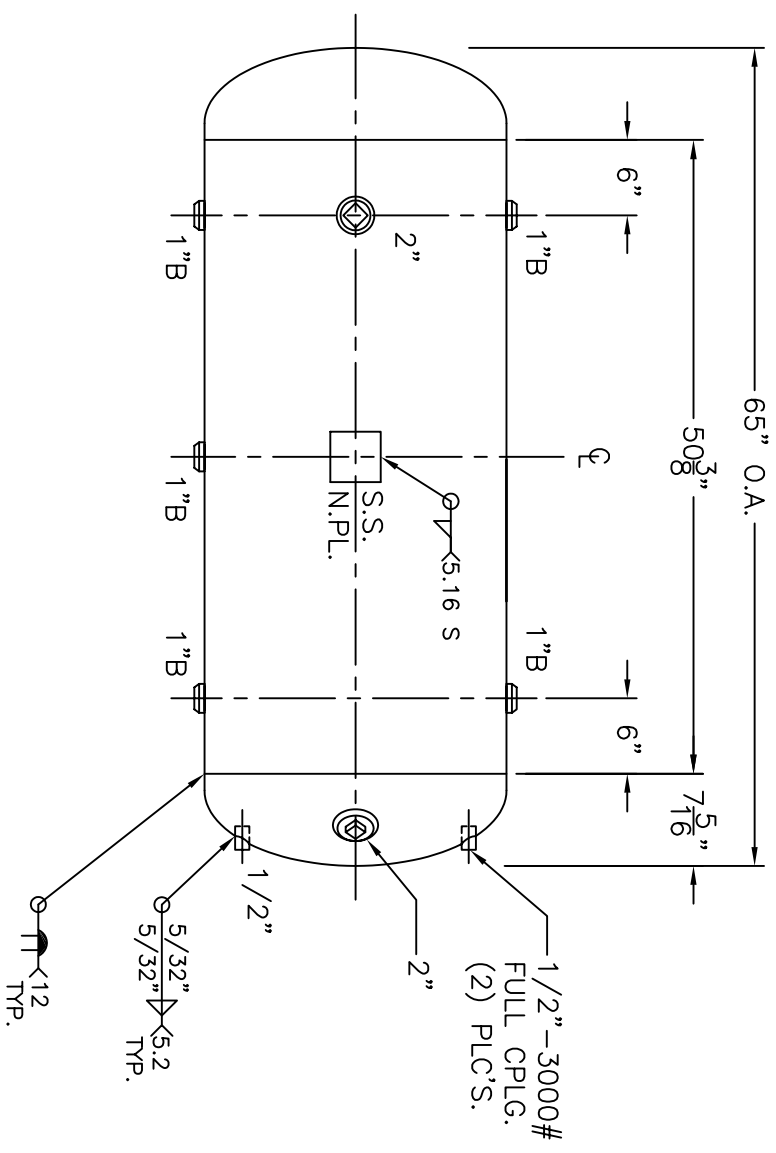 65" O.A.
50 3/8"
7 5/16"
6"
6"
℄
1"B
1"B
2"
5.16 S
S.S.
N.PL.
1"B
1"B
1"B
1/2"-3000#
FULL CPLG.
(2) PLC'S.
2"
1/2"
5/32"
5/32"
5.2
TYP.
12
TYP.